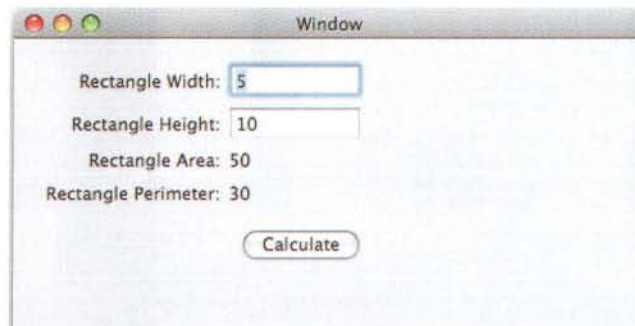 Window
Rectangle Width: 5
Rectangle Height: 10
Rectangle Area: 50
Rectangle Perimeter: 30
Calculate